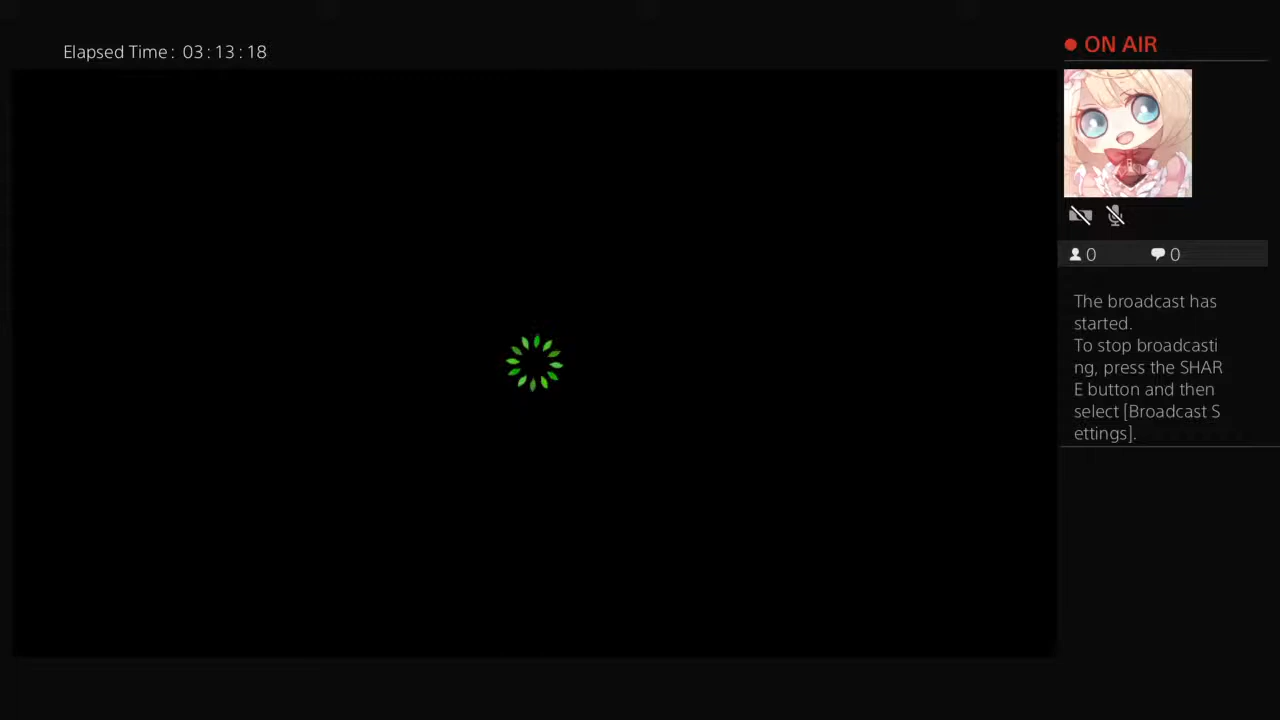 Elapsed Time: 03:13:18
ON AIR
0 0
The broadcast has
started.
To stop broadcasti
ng, press the SHAR
E button and then
select [Broadcast S
ettings].